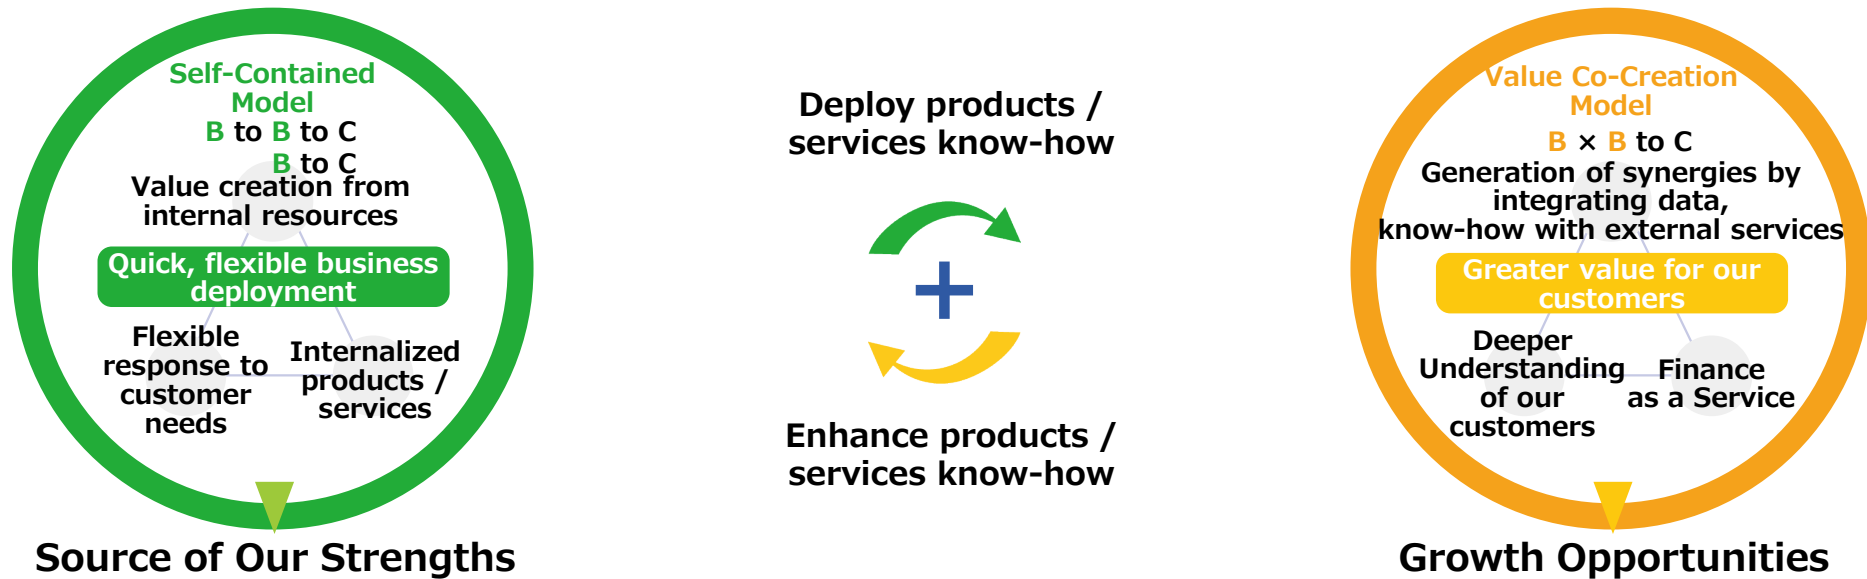 Self-Contained
Model
B to B to C
B to C
Value creation from
internal resources
Quick, flexible business
deployment
Flexible
response to
customer
needs
Internalized
products /
services
Source of Our Strengths
Deploy products /
services know-how
Enhance products /
services know-how
Value Co-Creation
Model
B × B to C
Generation of synergies by
integrating data,
know-how with external services
Greater value for our
customers
Deeper
Understanding
of our
customers
Finance
as a Service
Growth Opportunities